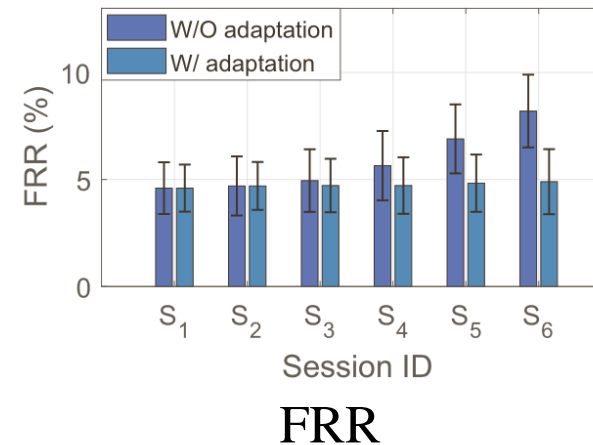 W/O adaptation
W/ adaptation
FRR (%)
10
5
0
S1 S2 S3 S4 S5 S6
Session ID
FRR